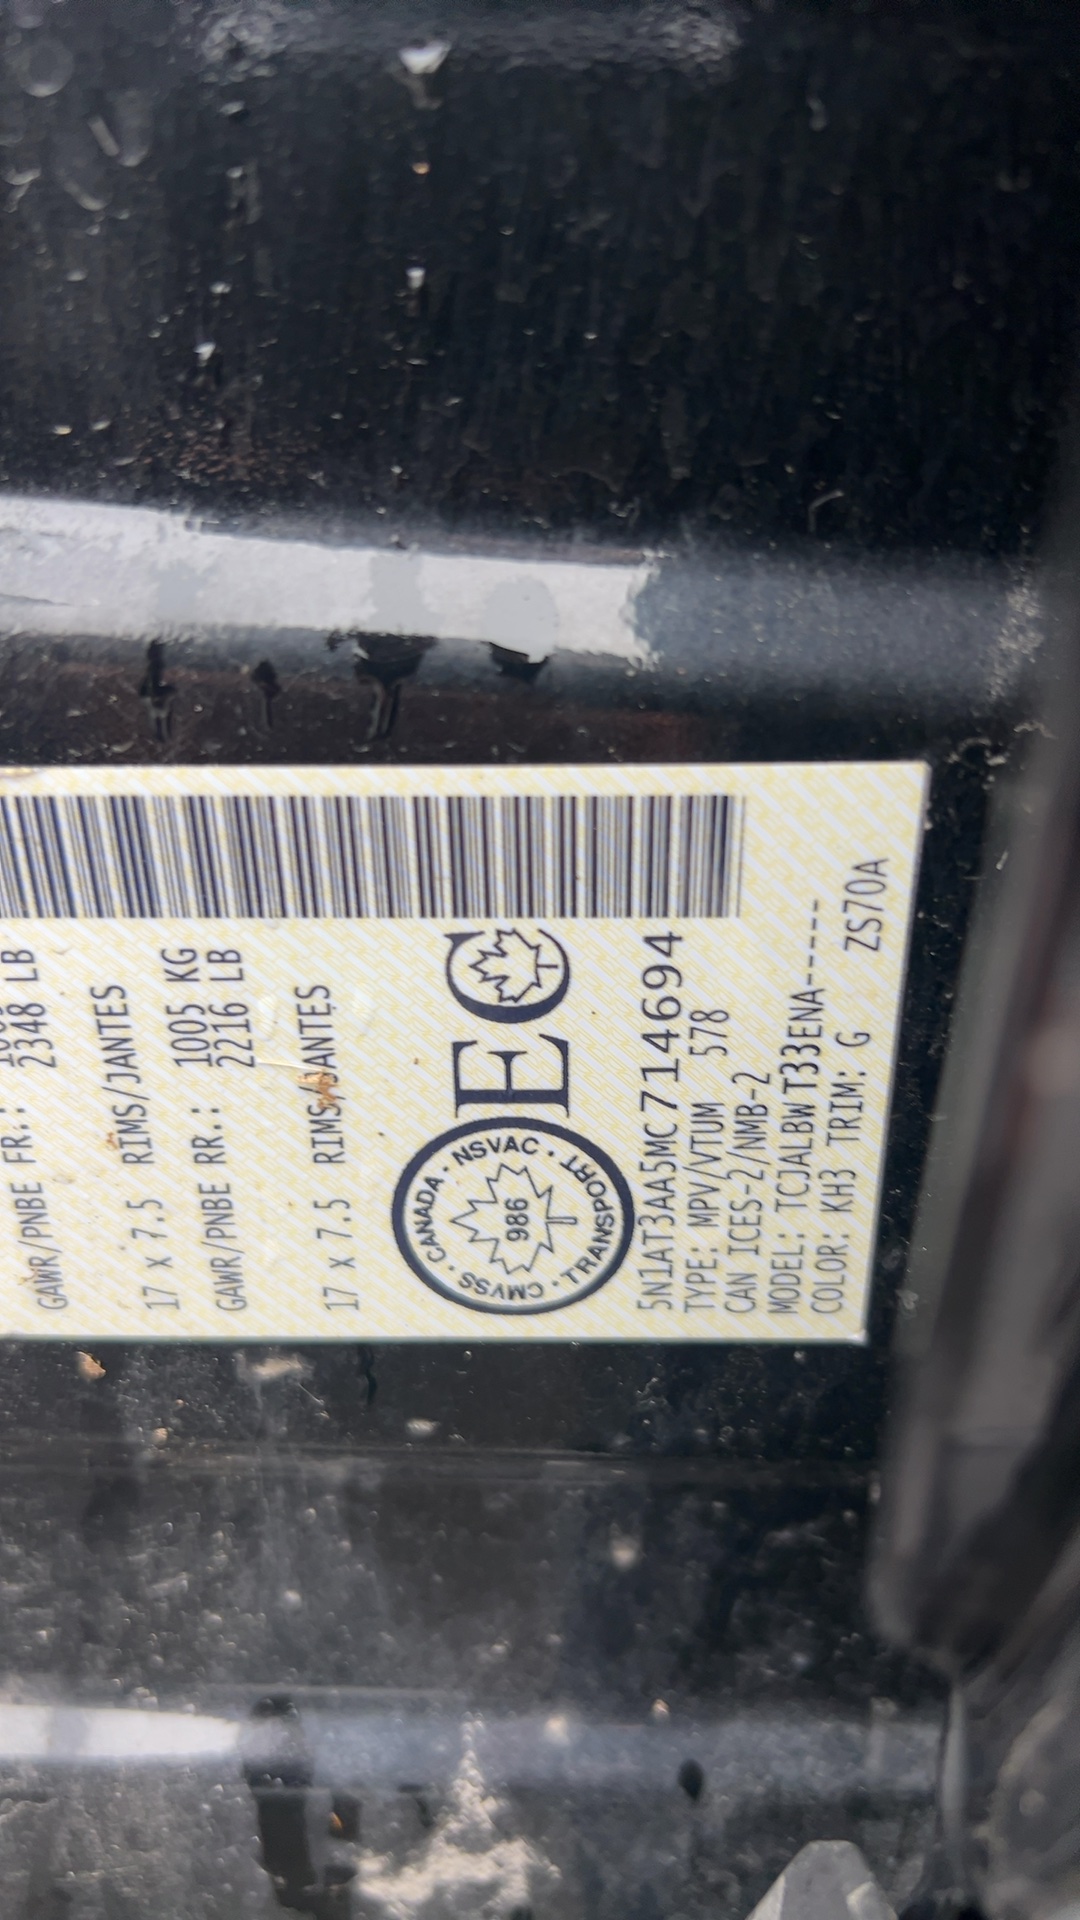 2348 LB
GAWR/PNBE FR.:
17 X 7.5 RIMS/JANTES
GAWR/PNBE RR.: 1005 KG
2216 LB
17 X 7.5 RIMS/JANTES
CANADA · NSVAC · TRANSPORT · CMVSS ·
986
EC
5N1AT3AA5MC714694
TYPE: MPV/VTUM 578
CAN ICES-2/NMB-2
MODEL: TCJALBW T33ENA-----
COLOR: KH3 TRIM: G ZS70A